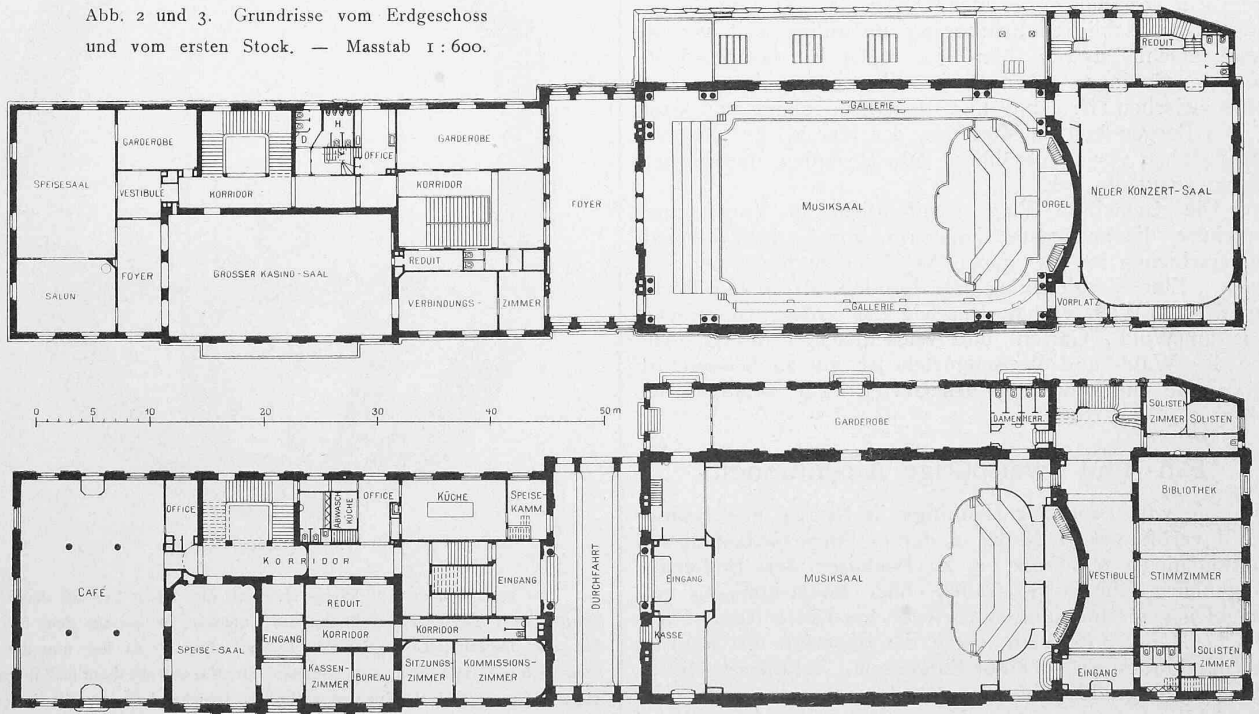 Abb. 2 und 3. Grundrisse vom Erdgeschoss
und vom ersten Stock. — Masstab 1 : 600.
SPEISESAAL
GARDEROBE
VESTIBULE
KORRIDOR
D
H
OFFICE
GARDEROBE
KORRIDOR
FOYER
SALON
FOYER
GROSSER KASINO-SAAL
REDUIT
VERBINDUNGS-
ZIMMER
GALLERIE
MUSIKSAAL
ORGEL
GALLERIE
REDUIT
NEUER KONZERT-SAAL
VORPLATZ
0 5 10 20 30 40 50 m
CAFÉ
OFFICE
ABWASCH
KÜCHE
OFFICE
KÜCHE
SPEISE-
KAMM.
KORRIDOR
EINGANG
DURCHFAHRT
SPEISE-SAAL
EINGANG
REDUIT
KORRIDOR
KORRIDOR
KASSEN-
ZIMMER
BUREAU
SITZUNGS-
ZIMMER
KOMMISSIONS-
ZIMMER
GARDEROBE
DAMEN
HERR.
SOLISTEN
ZIMMER
SOLISTEN
EINGANG
KASSE
MUSIKSAAL
VESTIBULE
BIBLIOTHEK
STIMMZIMMER
SOLISTEN
ZIMMER
EINGANG